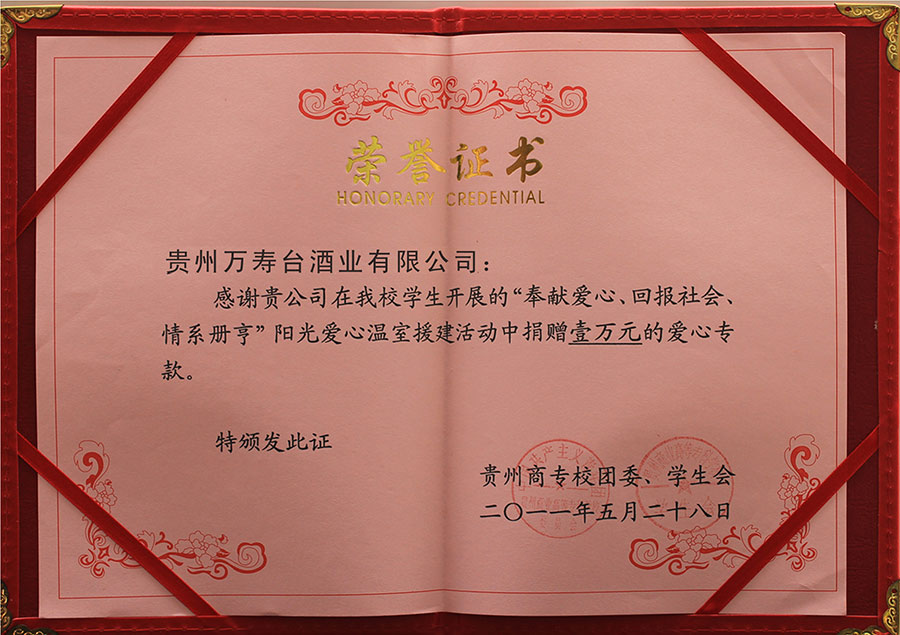 荣誉证书
HONORARY CREDENTIAL
贵州万寿台酒业有限公司：
感谢贵公司在我校学生开展的“奉献爱心、回报社会、
情系册亨”阳光爱心温室援建活动中捐赠壹万元的爱心专
款。
特颁发此证
贵州商专校团委、学生会
二〇一一年五月二十八日